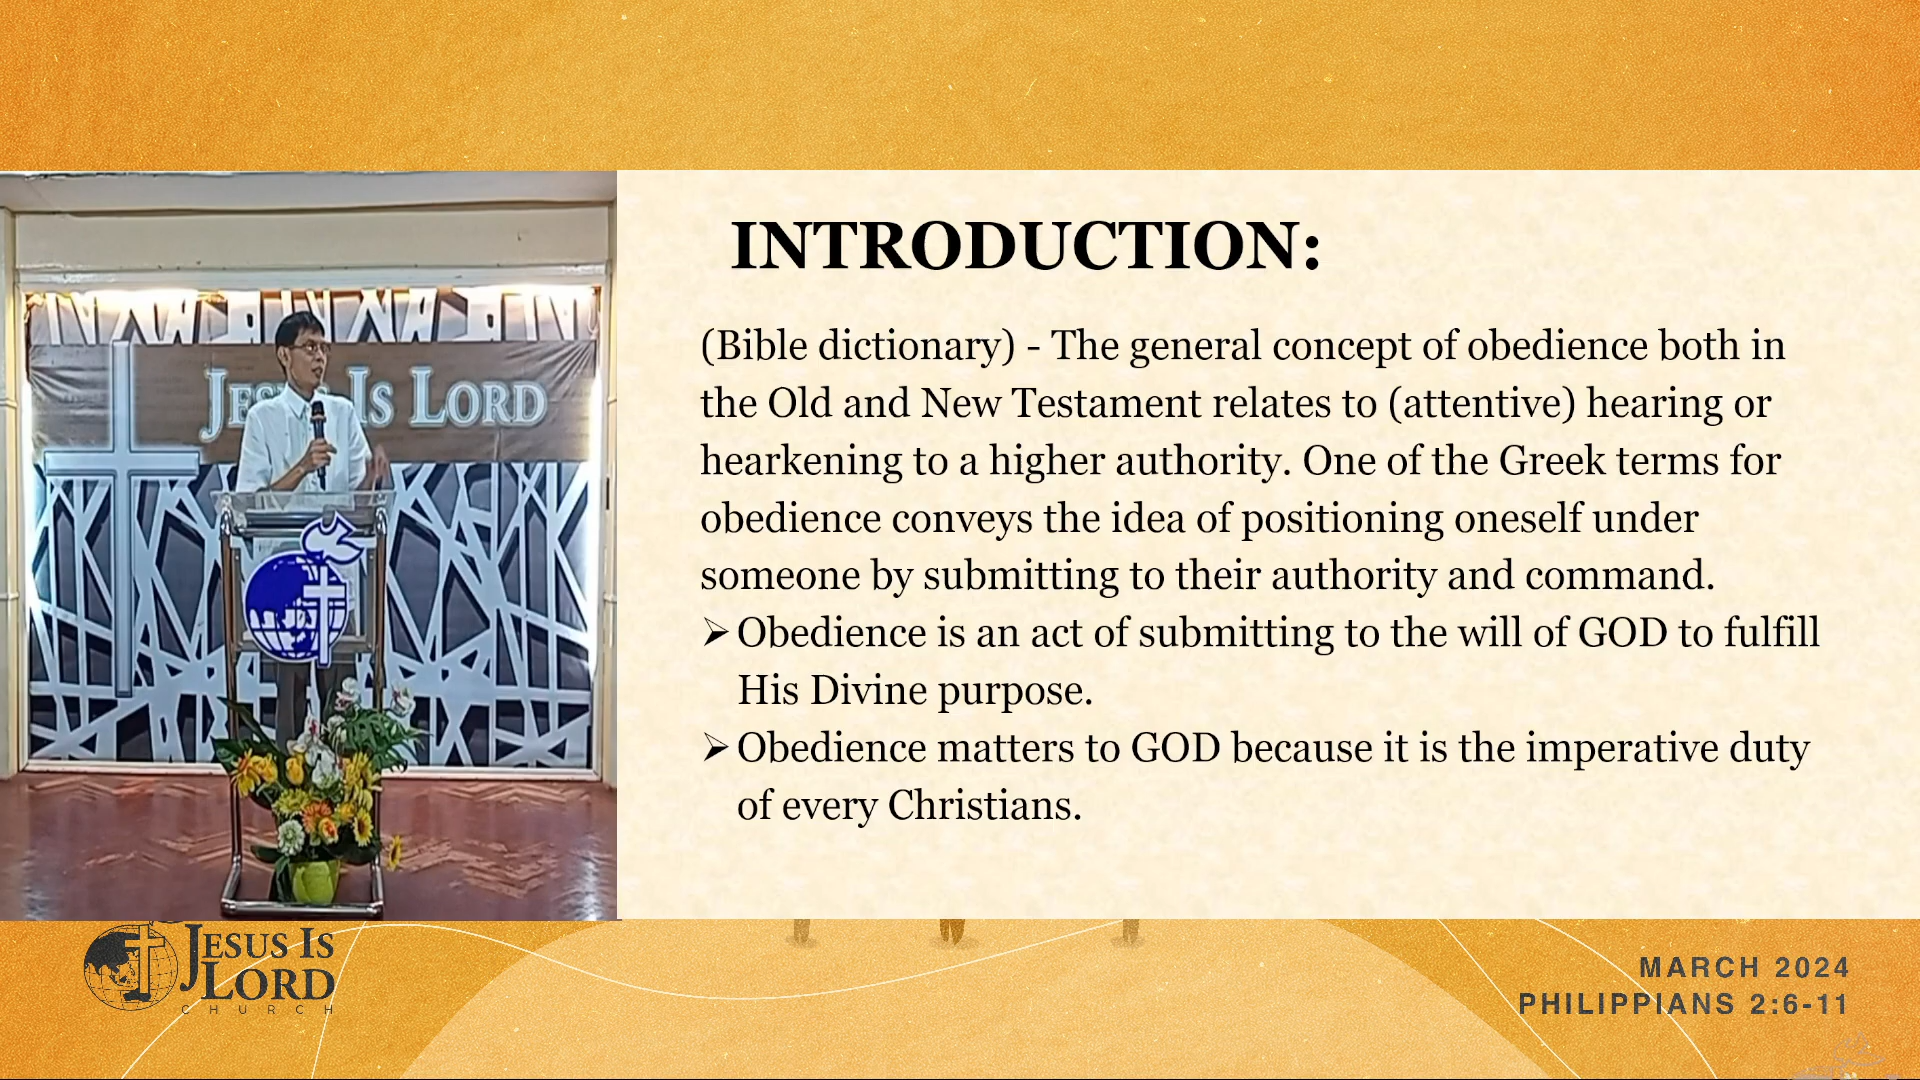 JESUS IS LORD
INTRODUCTION:
(Bible dictionary) - The general concept of obedience both in
the Old and New Testament relates to (attentive) hearing or
hearkening to a higher authority. One of the Greek terms for
obedience conveys the idea of positioning oneself under
someone by submitting to their authority and command.
➢ Obedience is an act of submitting to the will of GOD to fulfill
His Divine purpose.
➢ Obedience matters to GOD because it is the imperative duty
of every Christians.
JESUS IS
LORD
CHURCH
MARCH 2024
PHILIPPIANS 2:6-11